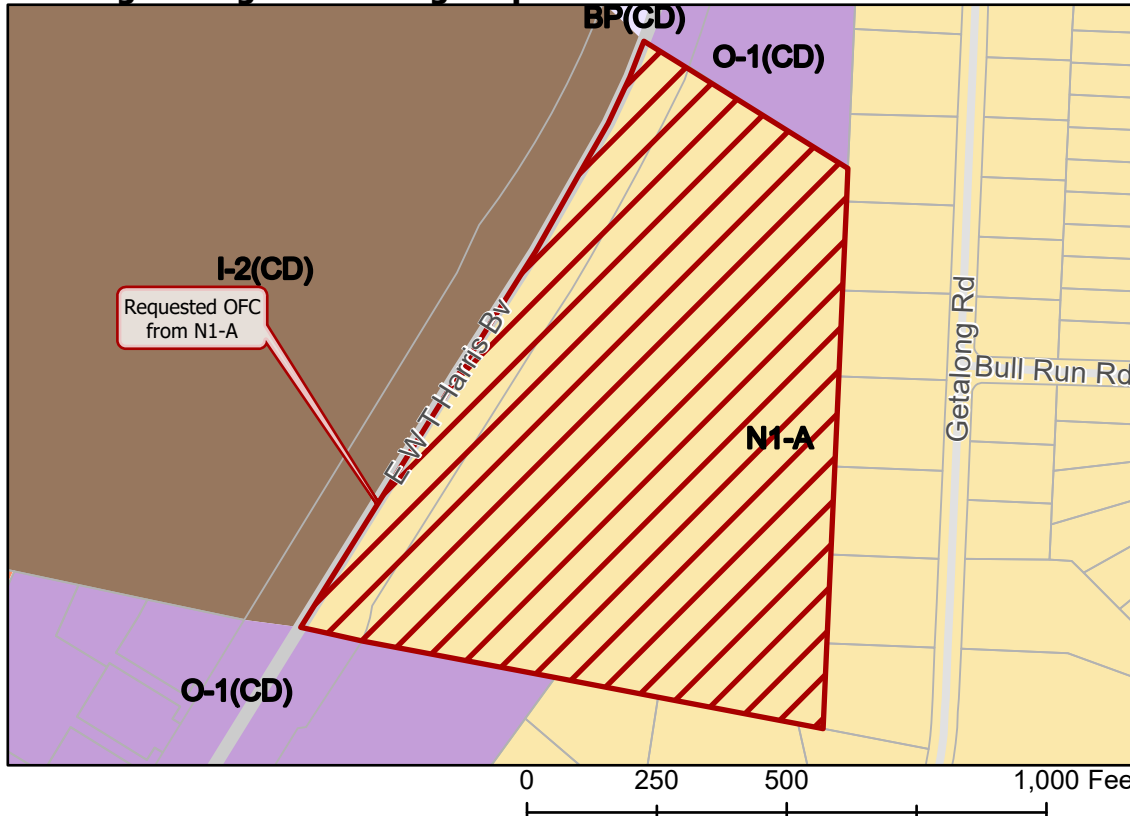 BP(CD)
O-1(CD)
I-2(CD)
Requested OFC
from N1-A
E W T Harris Bv
Getalong Rd
Bull Run Rd
N1-A
O-1(CD)
0 250 500 1,000 Fee